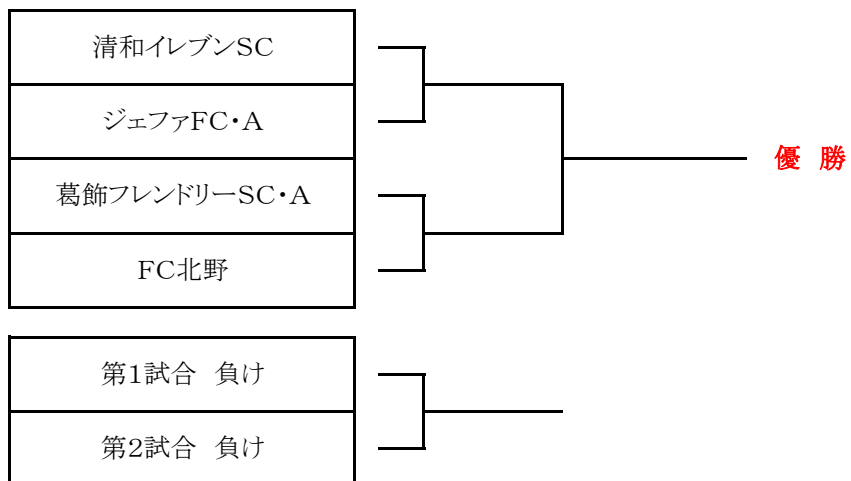 清和イレブンSC
ジェファFC・A
優 勝
葛飾フレンドリーSC・A
FC北野
第1試合 負け
第2試合 負け